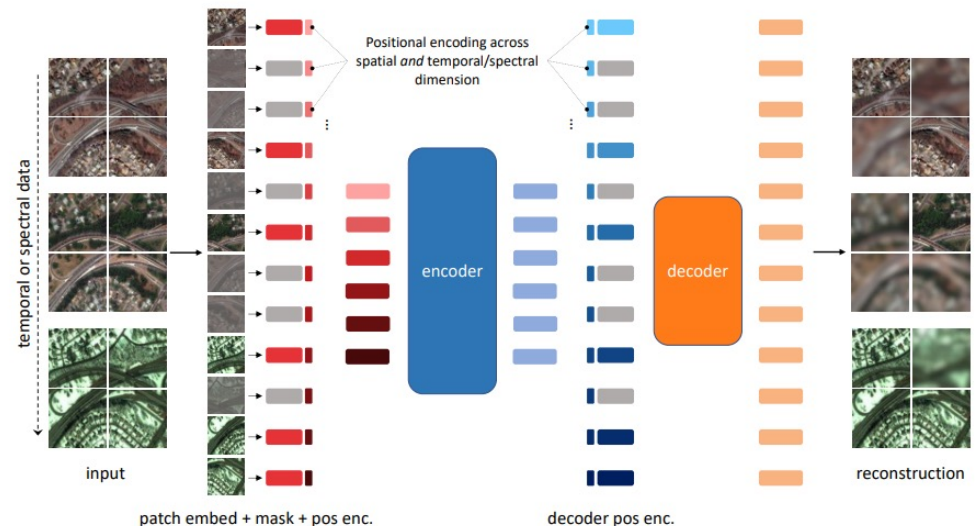 Positional encoding across
spatial and temporal/spectral
dimension
...
...
temporal or spectral data
encoder
decoder
input
reconstruction
patch embed + mask + pos enc.
decoder pos enc.